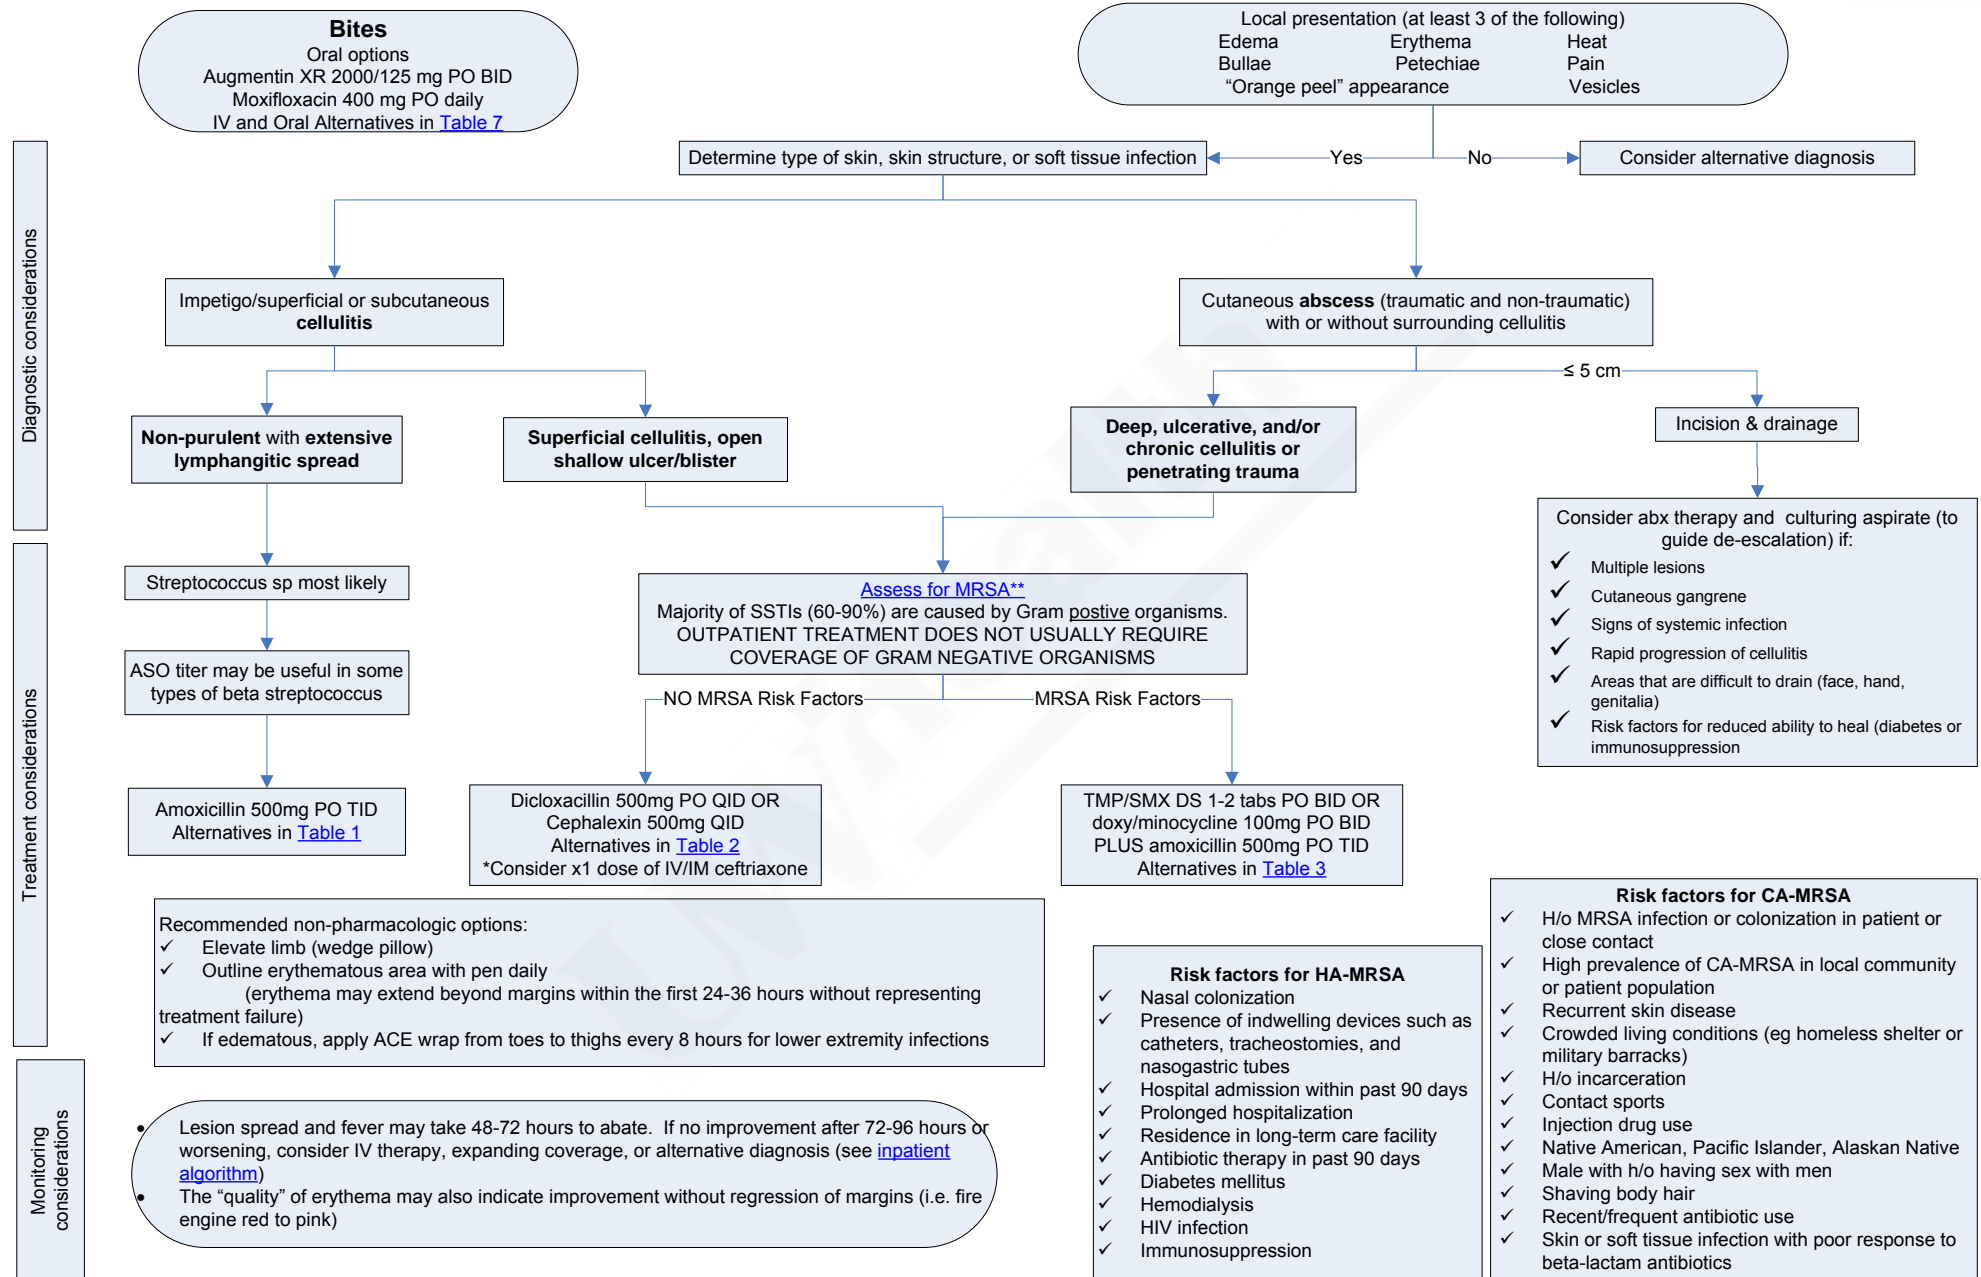 Bites
Oral options
Augmentin XR 2000/125 mg PO BID
Moxifloxacin 400 mg PO daily
IV and Oral Alternatives in Table 7
Local presentation (at least 3 of the following)
Edema Erythema Heat
Bullae Petechiae Pain
“Orange peel” appearance Vesicles
Determine type of skin, skin structure, or soft tissue infection
Yes
No
Consider alternative diagnosis
Diagnostic considerations
Impetigo/superficial or subcutaneous
cellulitis
Cutaneous abscess (traumatic and non-traumatic)
with or without surrounding cellulitis
≤ 5 cm
Non-purulent with extensive
lymphangitic spread
Superficial cellulitis, open
shallow ulcer/blister
Deep, ulcerative, and/or
chronic cellulitis or
penetrating trauma
Incision & drainage
Consider abx therapy and culturing aspirate (to
guide de-escalation) if:
✓ Multiple lesions
✓ Cutaneous gangrene
✓ Signs of systemic infection
✓ Rapid progression of cellulitis
✓ Areas that are difficult to drain (face, hand,
genitalia)
✓ Risk factors for reduced ability to heal (diabetes or
immunosuppression
Treatment considerations
Streptococcus sp most likely
ASO titer may be useful in some
types of beta streptococcus
Amoxicillin 500mg PO TID
Alternatives in Table 1
Assess for MRSA**
Majority of SSTIs (60-90%) are caused by Gram postive organisms.
OUTPATIENT TREATMENT DOES NOT USUALLY REQUIRE
COVERAGE OF GRAM NEGATIVE ORGANISMS
NO MRSA Risk Factors
MRSA Risk Factors
Dicloxacillin 500mg PO QID OR
Cephalexin 500mg QID
Alternatives in Table 2
*Consider x1 dose of IV/IM ceftriaxone
TMP/SMX DS 1-2 tabs PO BID OR
doxy/minocycline 100mg PO BID
PLUS amoxicillin 500mg PO TID
Alternatives in Table 3
Recommended non-pharmacologic options:
✓ Elevate limb (wedge pillow)
✓ Outline erythematous area with pen daily
(erythema may extend beyond margins within the first 24-36 hours without representing
treatment failure)
✓ If edematous, apply ACE wrap from toes to thighs every 8 hours for lower extremity infections
Risk factors for HA-MRSA
✓ Nasal colonization
✓ Presence of indwelling devices such as
catheters, tracheostomies, and
nasogastric tubes
✓ Hospital admission within past 90 days
✓ Prolonged hospitalization
✓ Residence in long-term care facility
✓ Antibiotic therapy in past 90 days
✓ Diabetes mellitus
✓ Hemodialysis
✓ HIV infection
✓ Immunosuppression
Risk factors for CA-MRSA
✓ H/o MRSA infection or colonization in patient or
close contact
✓ High prevalence of CA-MRSA in local community
or patient population
✓ Recurrent skin disease
✓ Crowded living conditions (eg homeless shelter or
military barracks)
✓ H/o incarceration
✓ Contact sports
✓ Injection drug use
✓ Native American, Pacific Islander, Alaskan Native
✓ Male with h/o having sex with men
✓ Shaving body hair
✓ Recent/frequent antibiotic use
✓ Skin or soft tissue infection with poor response to
beta-lactam antibiotics
Monitoring
considerations
• Lesion spread and fever may take 48-72 hours to abate. If no improvement after 72-96 hours or
worsening, consider IV therapy, expanding coverage, or alternative diagnosis (see inpatient
algorithm)
• The “quality” of erythema may also indicate improvement without regression of margins (i.e. fire
engine red to pink)
UWHealth